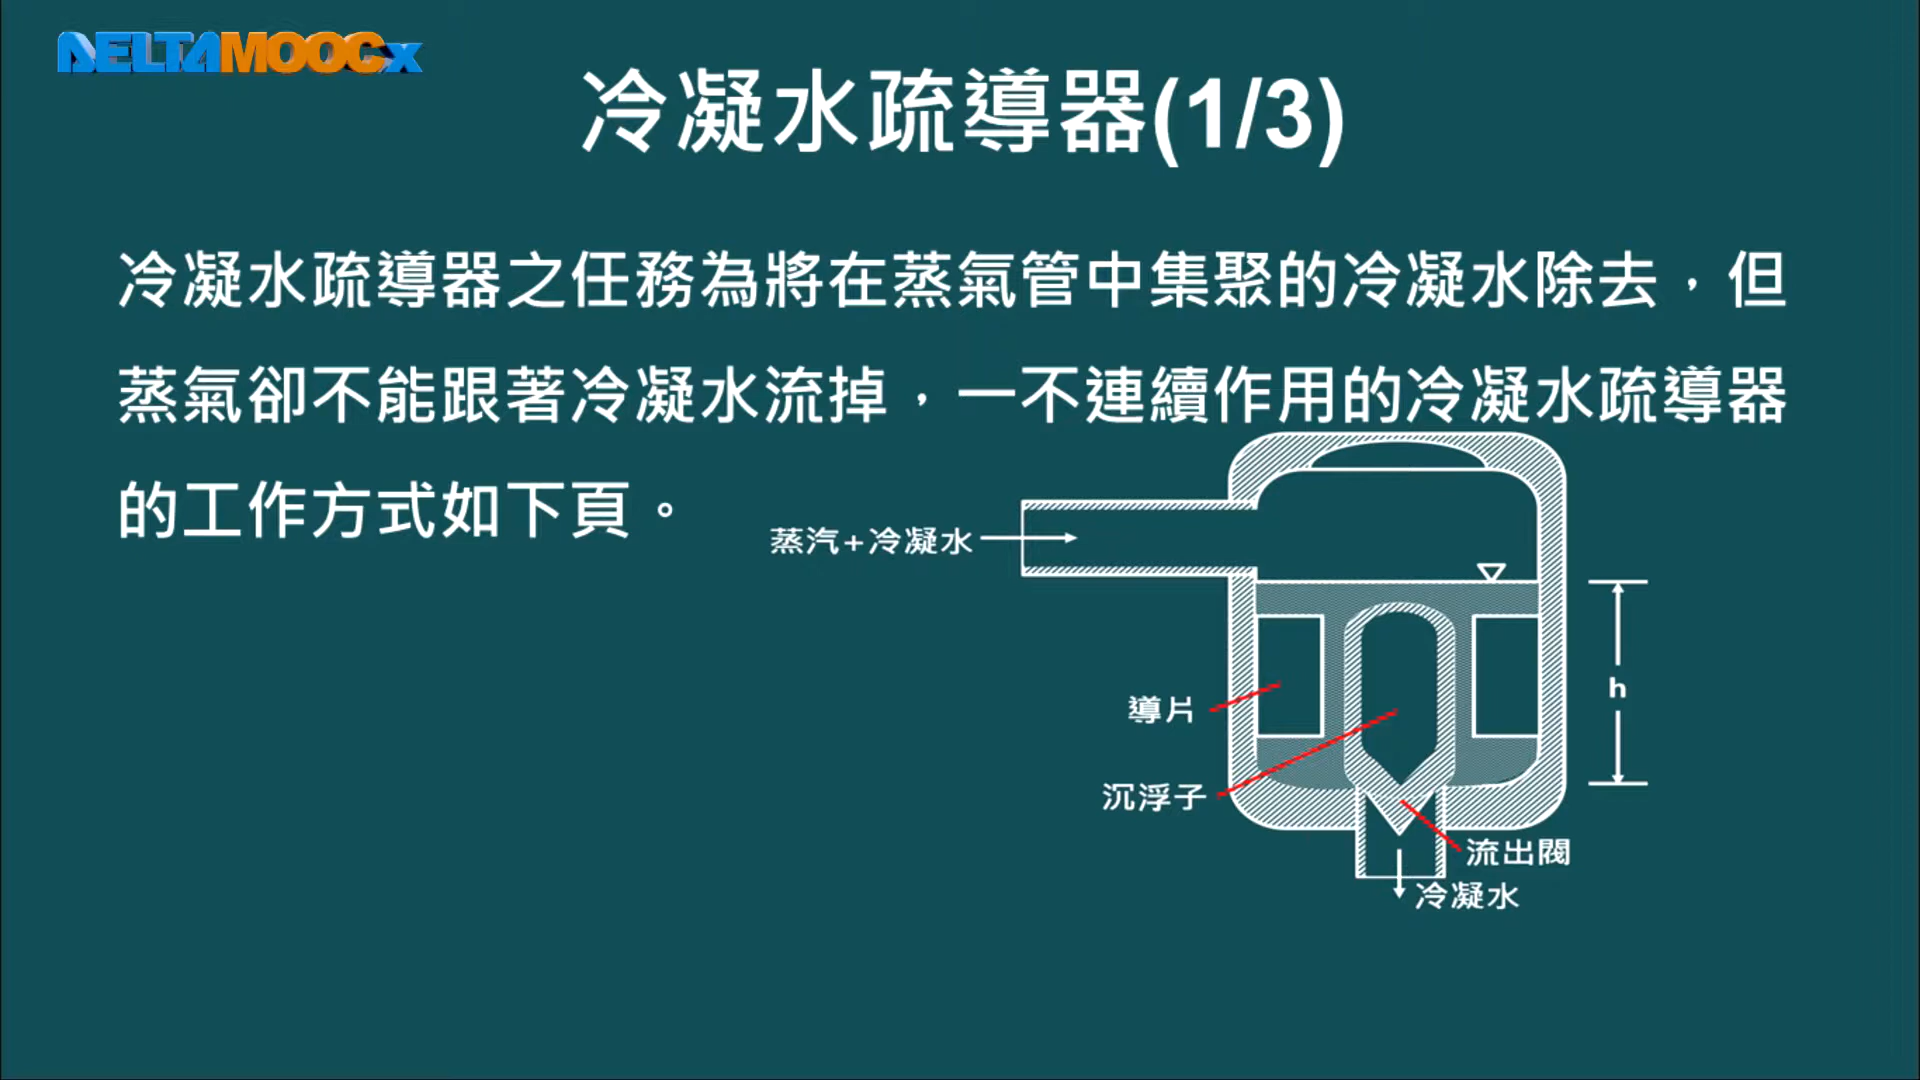 DELTAMOOCx
冷凝水疏導器(1/3)
冷凝水疏導器之任務為將在蒸氣管中集聚的冷凝水除去，但
蒸氣卻不能跟著冷凝水流掉，一不連續作用的冷凝水疏導器
的工作方式如下頁。
蒸汽+冷凝水
導片
h
沉浮子
流出閥
冷凝水